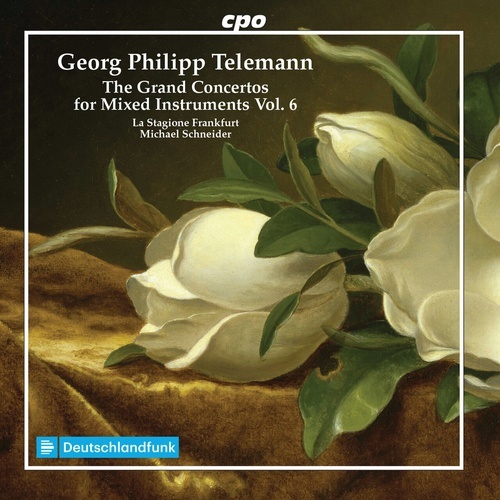 cpo
Georg Philipp Telemann
The Grand Concertos
for Mixed Instruments Vol. 6
La Stagione Frankfurt
Michael Schneider
Deutschlandfunk